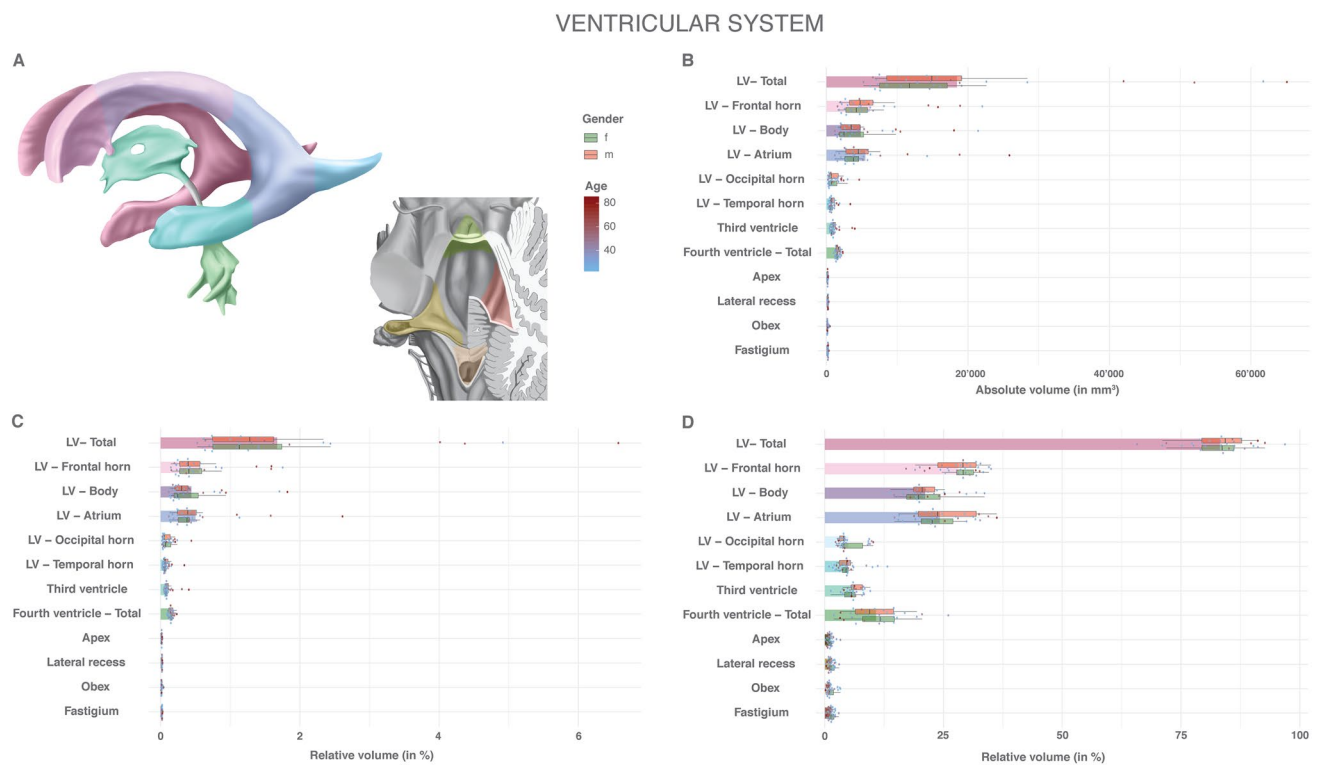 VENTRICULAR SYSTEM
A
Gender
f
m
Age
80
60
40
B
LV– Total
LV – Frontal horn
LV – Body
LV – Atrium
LV – Occipital horn
LV – Temporal horn
Third ventricle
Fourth ventricle – Total
Apex
Lateral recess
Obex
Fastigium
0 20’000 40’000 60’000
Absolute volume (in mm³)
C
LV– Total
LV – Frontal horn
LV – Body
LV – Atrium
LV – Occipital horn
LV – Temporal horn
Third ventricle
Fourth ventricle – Total
Apex
Lateral recess
Obex
Fastigium
0 2 4 6
Relative volume (in %)
D
LV– Total
LV – Frontal horn
LV – Body
LV – Atrium
LV – Occipital horn
LV – Temporal horn
Third ventricle
Fourth ventricle – Total
Apex
Lateral recess
Obex
Fastigium
0 25 50 75 100
Relative volume (in %)